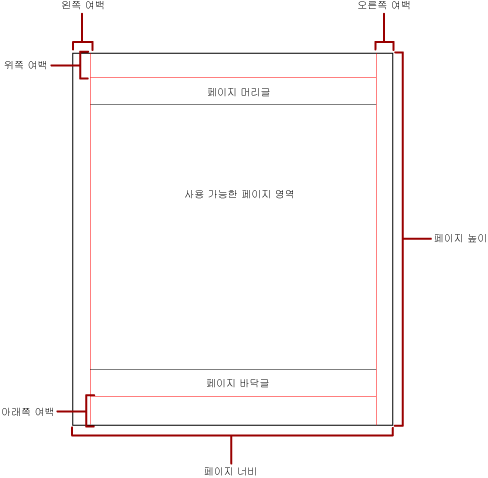 왼쪽 여백
오른쪽 여백
위쪽 여백
페이지 머리글
사용 가능한 페이지 영역
페이지 높이
페이지 바닥글
아래쪽 여백
페이지 너비